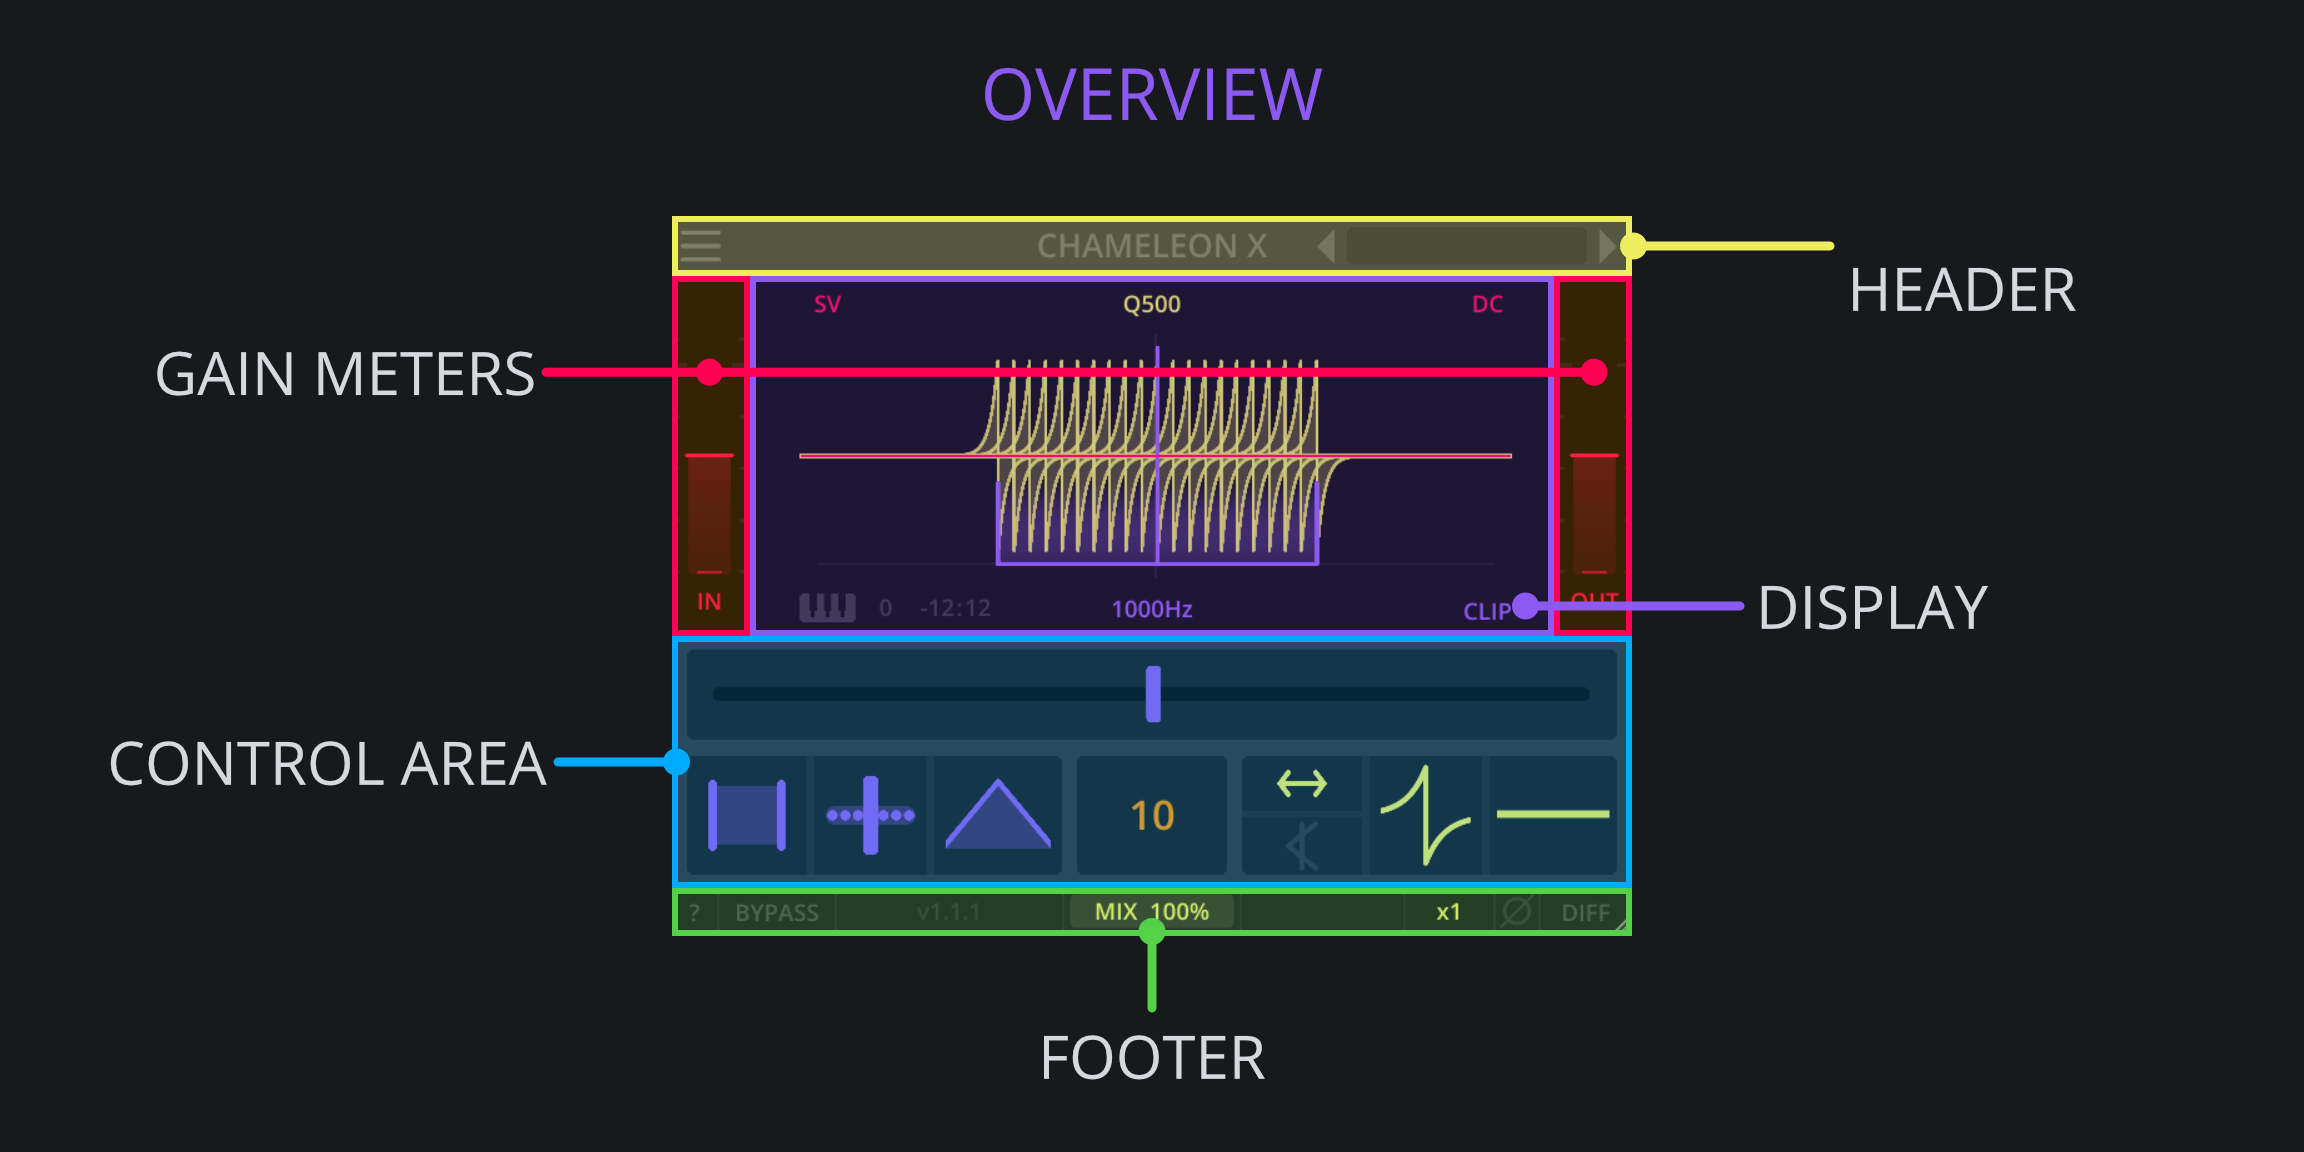 OVERVIEW
CHAMELEON X
HEADER
SV Q500 DC
GAIN METERS
IN
OUT
0 -12:12 1000Hz CLIP
DISPLAY
CONTROL AREA
10
? BYPASS v1.1.1 MIX 100% x1 DIFF
FOOTER